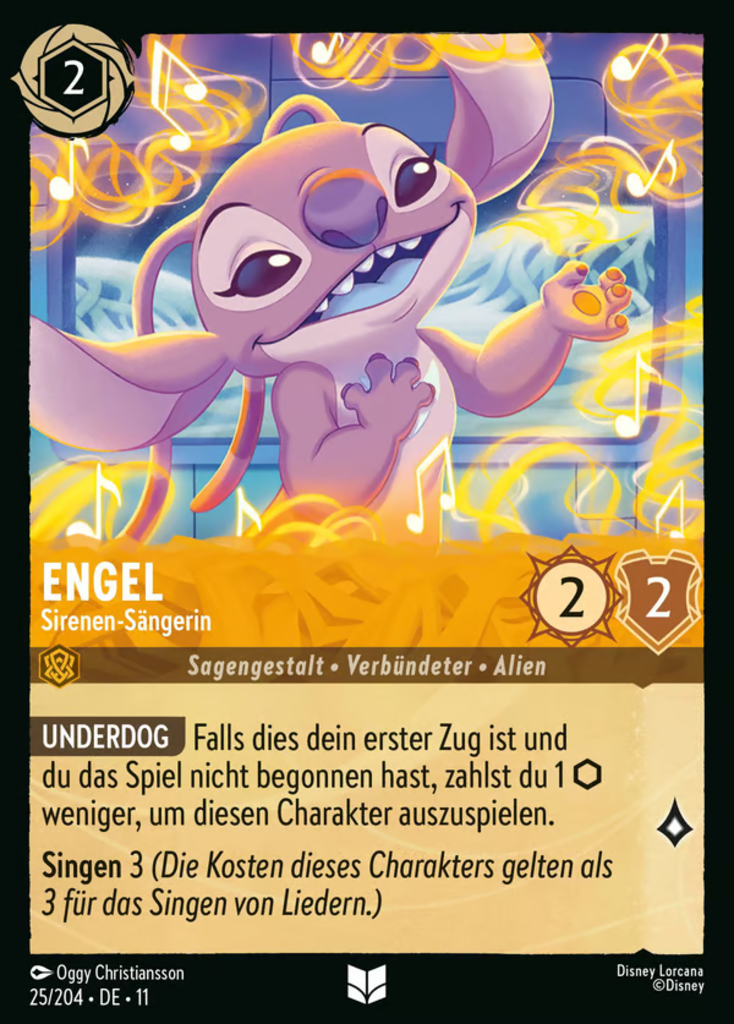 2
ENGEL
Sirenen-Sängerin
2 2
Sagengestalt • Verbündeter • Alien
UNDERDOG Falls dies dein erster Zug ist und
du das Spiel nicht begonnen hast, zahlst du 1 ⬡
weniger, um diesen Charakter auszuspielen.
Singen 3 (Die Kosten dieses Charakters gelten als
3 für das Singen von Liedern.)
Oggy Christiansson
25/204 • DE • 11
Disney Lorcana
©Disney